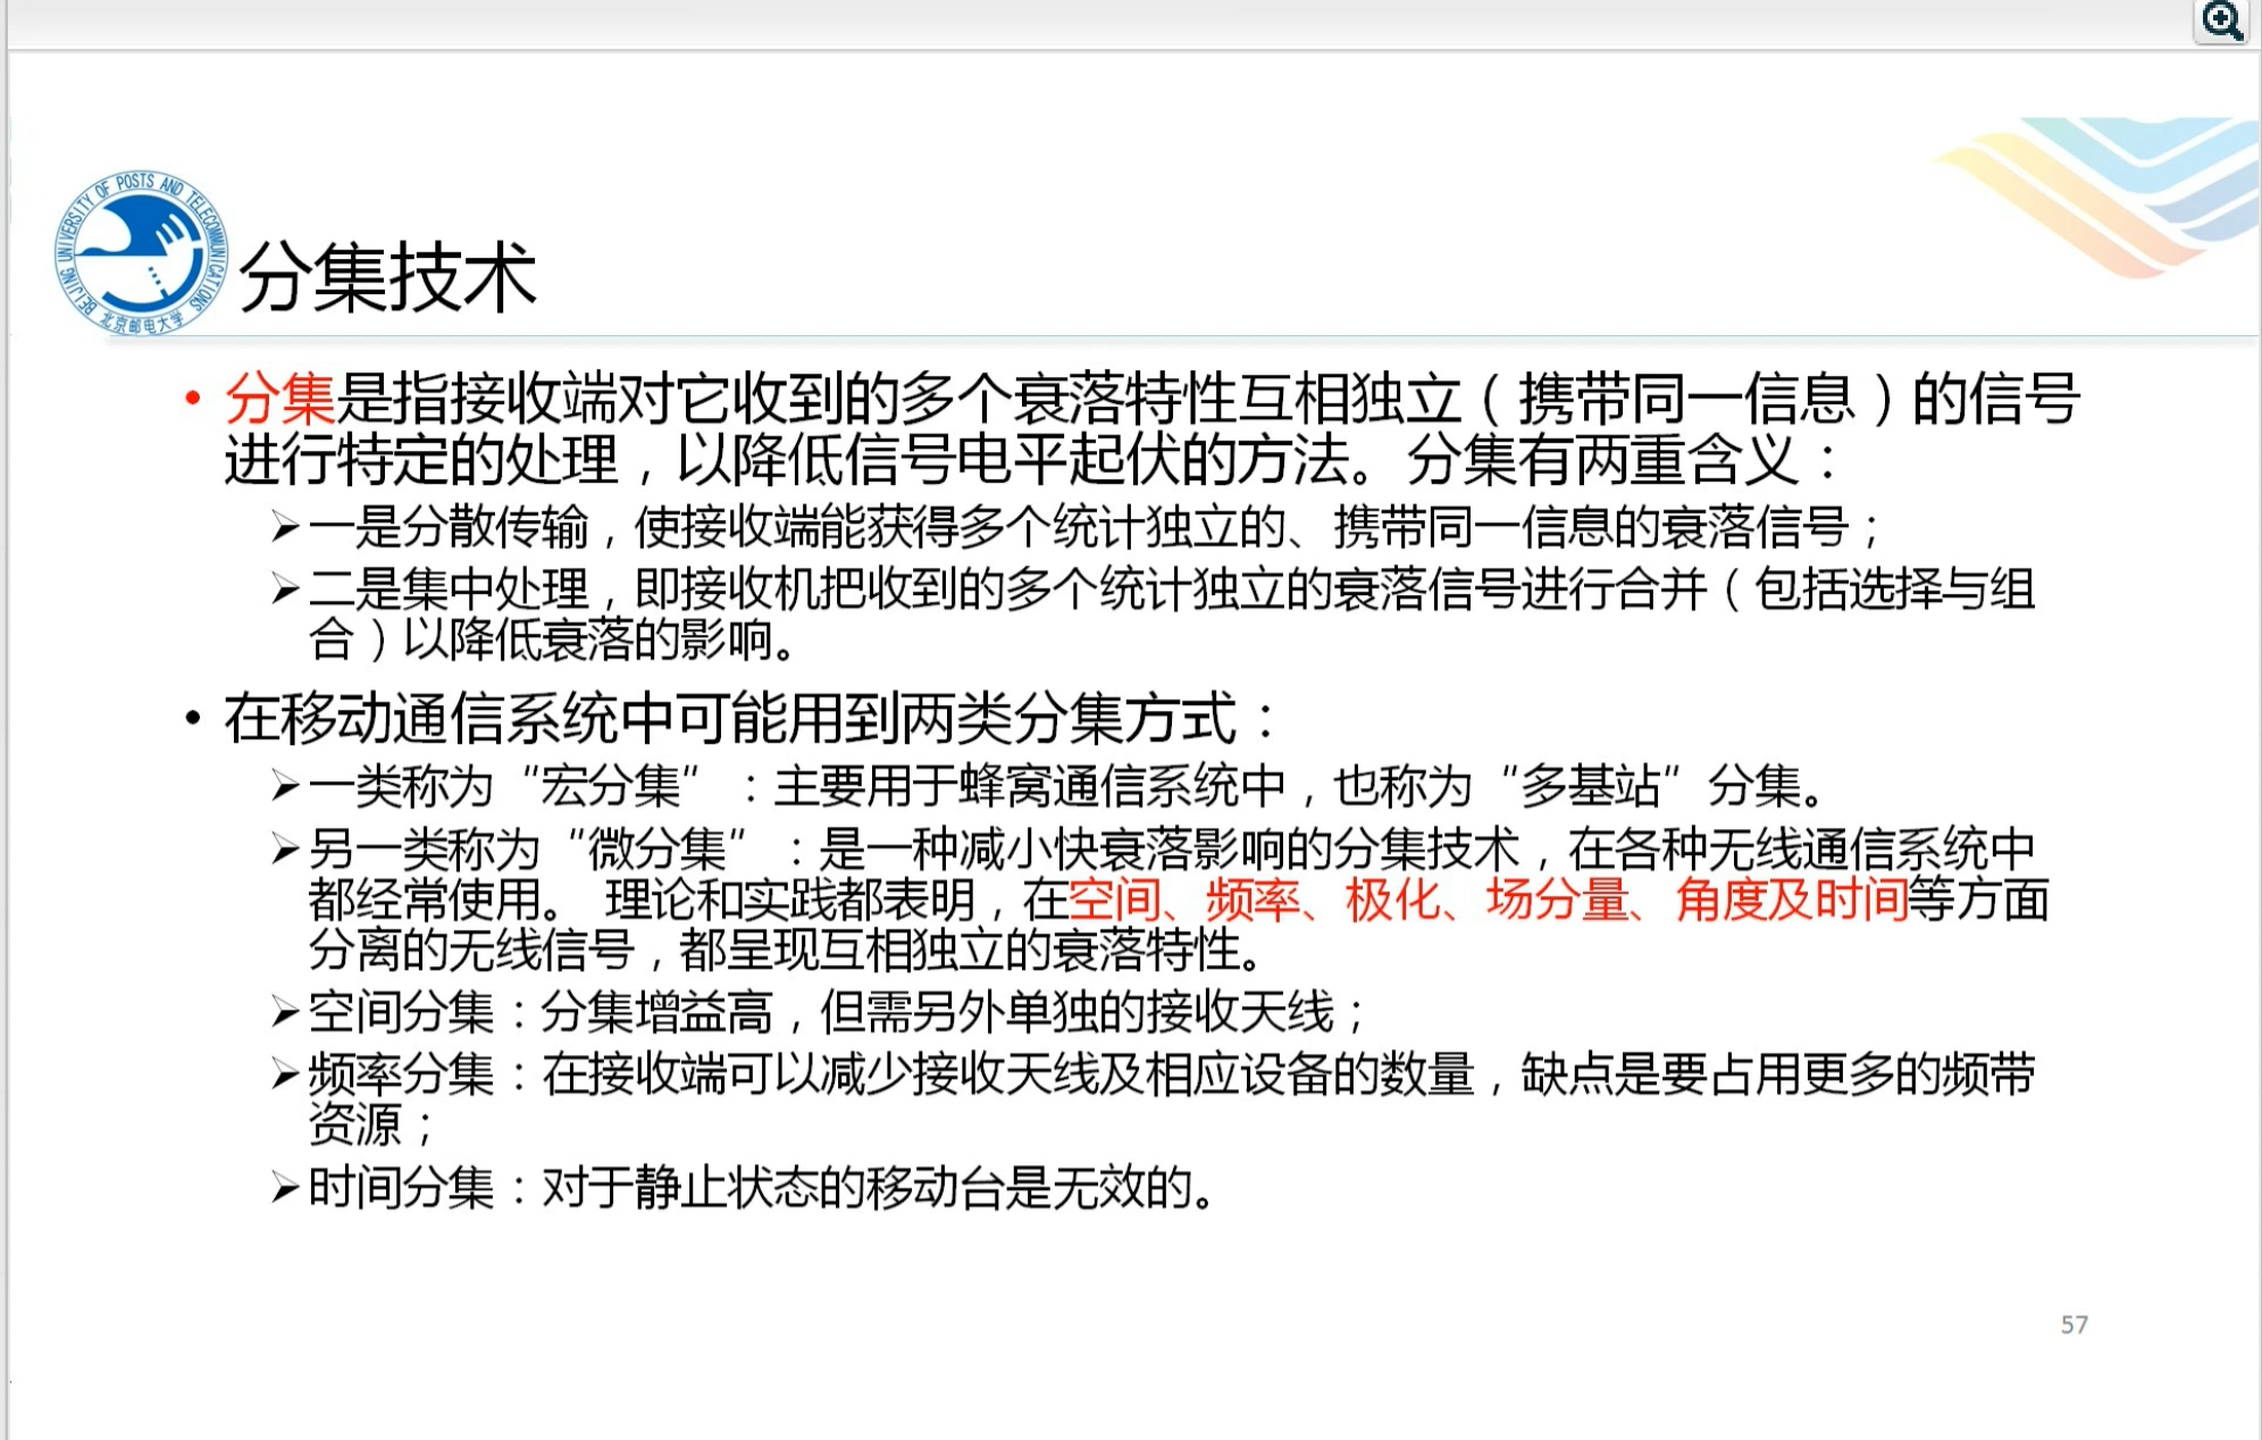 BEIJING UNIVERSITY OF POSTS AND TELECOMMUNICATIONS
北京邮电大学
分集技术
• 分集是指接收端对它收到的多个衰落特性互相独立（携带同一信息）的信号
进行特定的处理，以降低信号电平起伏的方法。分集有两重含义：
➢一是分散传输，使接收端能获得多个统计独立的、携带同一信息的衰落信号；
➢二是集中处理，即接收机把收到的多个统计独立的衰落信号进行合并（包括选择与组
合）以降低衰落的影响。
• 在移动通信系统中可能用到两类分集方式：
➢一类称为“宏分集”：主要用于蜂窝通信系统中，也称为“多基站”分集。
➢另一类称为“微分集”：是一种减小快衰落影响的分集技术，在各种无线通信系统中
都经常使用。 理论和实践都表明，在空间、频率、极化、场分量、角度及时间等方面
分离的无线信号，都呈现互相独立的衰落特性。
➢空间分集：分集增益高，但需另外单独的接收天线；
➢频率分集：在接收端可以减少接收天线及相应设备的数量，缺点是要占用更多的频带
资源；
➢时间分集：对于静止状态的移动台是无效的。
57